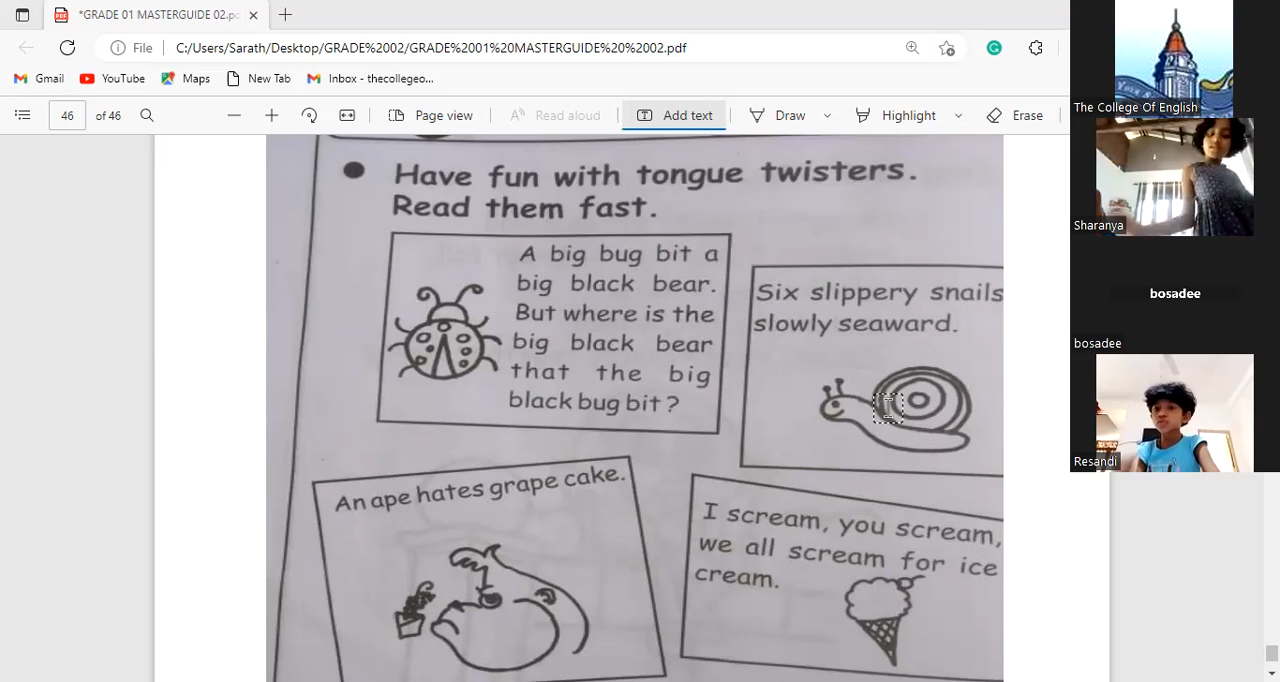 *GRADE 01 MASTERGUIDE 02.pd
File
C:/Users/Sarath/Desktop/GRADE%2002/GRADE%2001%20MASTERGUIDE%20%2002.pdf
Gmail
YouTube
Maps
New Tab
Inbox - thecollegeo...
46
of 46
Page view
Read aloud
Add text
Draw
Highlight
Erase
Have fun with tongue twisters.
Read them fast.
A big bug bit a
big black bear.
But where is the
big black bear
that the big
black bug bit?
Six slippery snails
slowly seaward.
An ape hates grape cake.
I scream, you scream,
we all scream for ice
cream.
The College Of English
Sharanya
bosadee
bosadee
Resandi